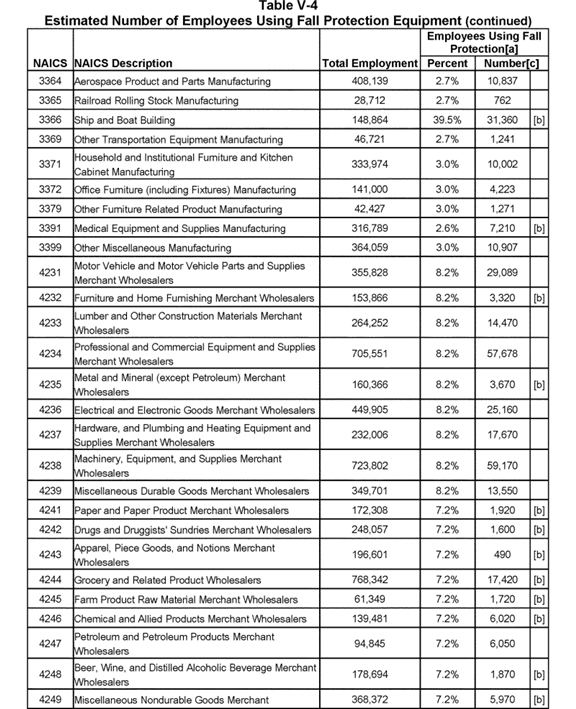 Table V-4
Estimated Number of Employees Using Fall Protection Equipment (continued)
Employees Using Fall
Protection[a]
NAICS NAICS Description Total Employment Percent Number[c]
3364 Aerospace Product and Parts Manufacturing 408,139 2.7% 10,837
3365 Railroad Rolling Stock Manufacturing 28,712 2.7% 762
3366 Ship and Boat Building 148,864 39.5% 31,360 [b]
3369 Other Transportation Equipment Manufacturing 46,721 2.7% 1,241
3371 Household and Institutional Furniture and Kitchen
Cabinet Manufacturing 333,974 3.0% 10,002
3372 Office Furniture (including Fixtures) Manufacturing 141,000 3.0% 4,223
3379 Other Furniture Related Product Manufacturing 42,427 3.0% 1,271
3391 Medical Equipment and Supplies Manufacturing 316,789 2.6% 7,210 [b]
3399 Other Miscellaneous Manufacturing 364,059 3.0% 10,907
4231 Motor Vehicle and Motor Vehicle Parts and Supplies
Merchant Wholesalers 355,828 8.2% 29,089
4232 Furniture and Home Furnishing Merchant Wholesalers 153,866 8.2% 3,320 [b]
4233 Lumber and Other Construction Materials Merchant
Wholesalers 264,252 8.2% 14,470
4234 Professional and Commercial Equipment and Supplies
Merchant Wholesalers 705,551 8.2% 57,678
4235 Metal and Mineral (except Petroleum) Merchant
Wholesalers 160,366 8.2% 3,670 [b]
4236 Electrical and Electronic Goods Merchant Wholesalers 449,905 8.2% 25,160
4237 Hardware, and Plumbing and Heating Equipment and
Supplies Merchant Wholesalers 232,006 8.2% 17,670
4238 Machinery, Equipment, and Supplies Merchant
Wholesalers 723,802 8.2% 59,170
4239 Miscellaneous Durable Goods Merchant Wholesalers 349,701 8.2% 13,550
4241 Paper and Paper Product Merchant Wholesalers 172,308 7.2% 1,920 [b]
4242 Drugs and Druggists' Sundries Merchant Wholesalers 248,057 7.2% 1,600 [b]
4243 Apparel, Piece Goods, and Notions Merchant
Wholesalers 196,601 7.2% 490 [b]
4244 Grocery and Related Product Wholesalers 768,342 7.2% 17,420 [b]
4245 Farm Product Raw Material Merchant Wholesalers 61,349 7.2% 1,720 [b]
4246 Chemical and Allied Products Merchant Wholesalers 139,481 7.2% 6,020 [b]
4247 Petroleum and Petroleum Products Merchant
Wholesalers 94,845 7.2% 6,050
4248 Beer, Wine, and Distilled Alcoholic Beverage Merchant
Wholesalers 178,694 7.2% 1,870 [b]
4249 Miscellaneous Nondurable Goods Merchant 368,372 7.2% 5,970 [b]